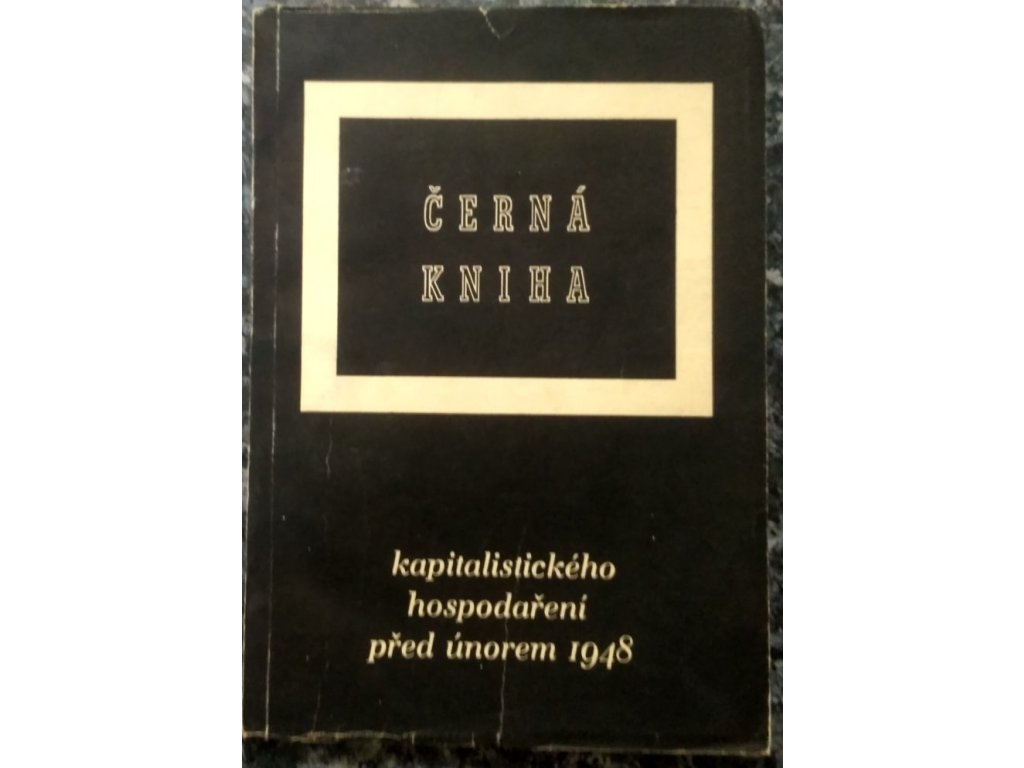 ČERNÁ
KNIHA
kapitalistického
hospodaření
před únorem 1948